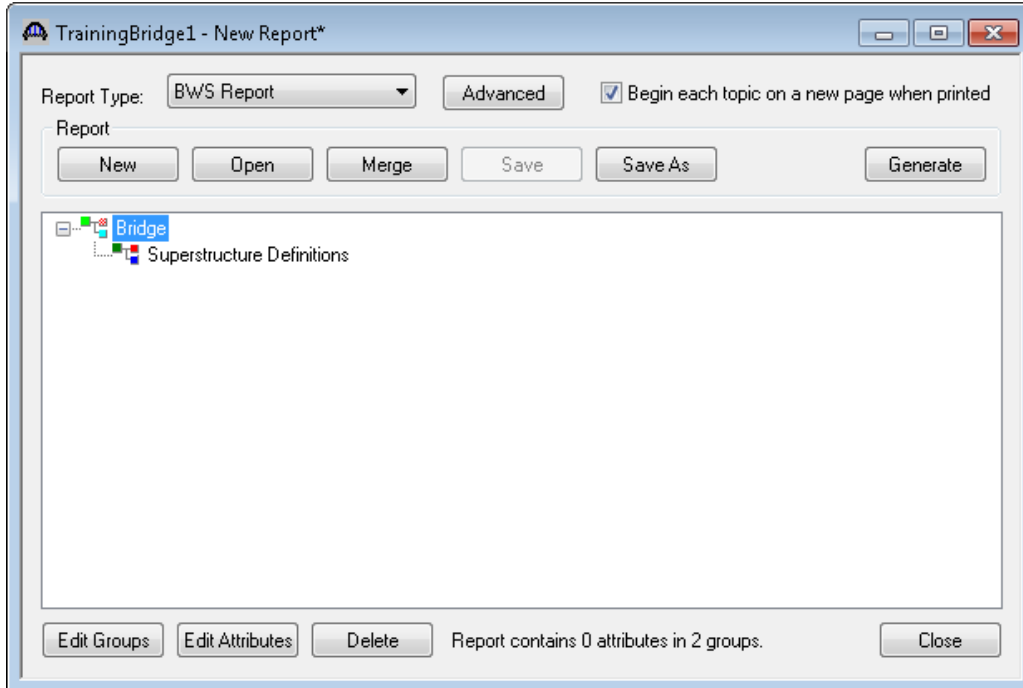 TrainingBridge1 - New Report*
Report Type: BWS Report Advanced Begin each topic on a new page when printed
Report
New Open Merge Save Save As Generate
Bridge
Superstructure Definitions
Edit Groups Edit Attributes Delete Report contains 0 attributes in 2 groups. Close